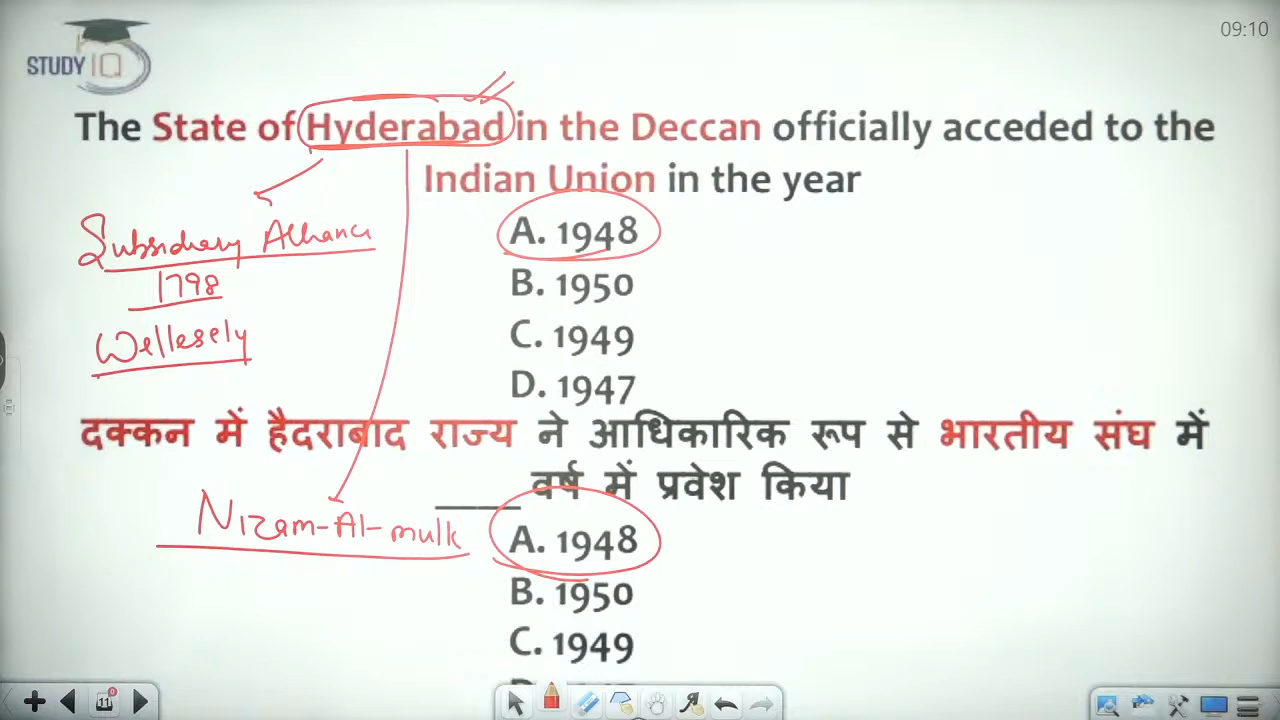 09:10
STUDY IQ
The State of Hyderabad in the Deccan officially acceded to the
Indian Union in the year
A. 1948
B. 1950
C. 1949
D. 1947
Subsidiary Alliance
1798
Wellesely
दक्कन में हैदराबाद राज्य ने आधिकारिक रूप से भारतीय संघ में
____ वर्ष में प्रवेश किया
Nizam-Al-mulk
A. 1948
B. 1950
C. 1949
11